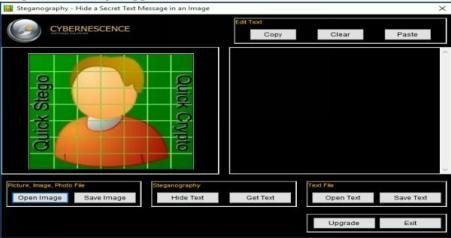 Steganography - Hide a Secret Text Message in an Image
CYBERNESCENCE
Edit Text
Copy Clear Paste
Quick Stego
Quick Crypto
Picture, Image, Photo File
Open Image Save Image
Steganography
Hide Text Get Text
Text File
Open Text Save Text
Upgrade Exit